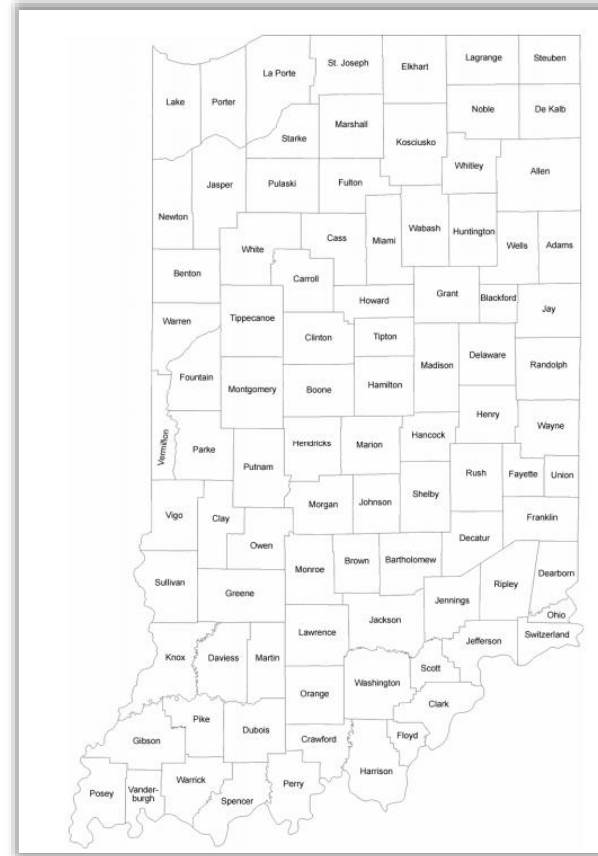 Lagrange
Steuben
St. Joseph
Elkhart
La Porte
Lake
Porter
Noble
De Kalb
Marshall
Starke
Kosciusko
Whitley
Allen
Jasper
Pulaski
Fulton
Newton
Wabash
Huntington
Cass
Miami
White
Wells
Adams
Benton
Carroll
Grant
Blackford
Howard
Jay
Warren
Tippecanoe
Clinton
Tipton
Delaware
Madison
Randolph
Fountain
Montgomery
Boone
Hamilton
Henry
Wayne
Hendricks
Marion
Hancock
Vermillion
Parke
Putnam
Rush
Fayette
Union
Shelby
Morgan
Johnson
Franklin
Vigo
Clay
Decatur
Owen
Monroe
Brown
Bartholomew
Dearborn
Ripley
Sullivan
Greene
Jennings
Ohio
Jackson
Lawrence
Switzerland
Jefferson
Knox
Daviess
Martin
Scott
Orange
Washington
Clark
Pike
Dubois
Gibson
Crawford
Floyd
Harrison
Perry
Warrick
Posey
Vander-
burgh
Spencer